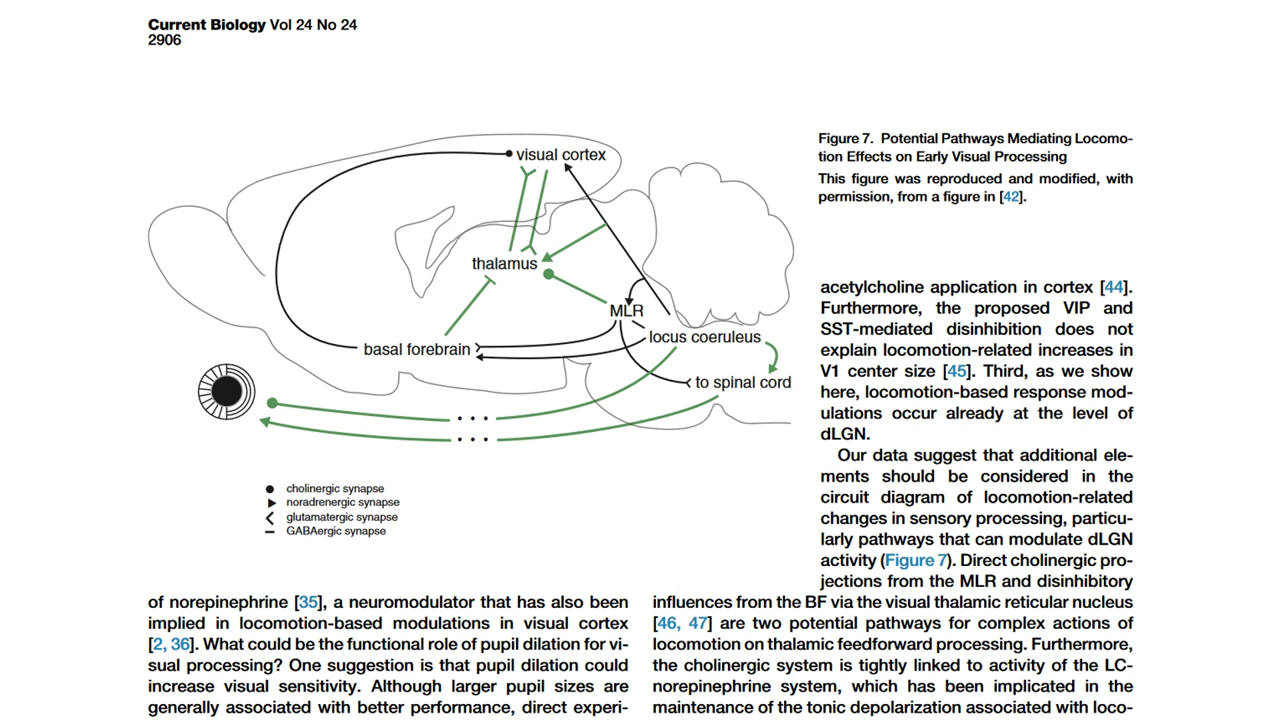 Current Biology Vol 24 No 24
2906
visual cortex
thalamus
MLR
locus coeruleus
basal forebrain
to spinal cord
cholinergic synapse
noradrenergic synapse
glutamatergic synapse
GABAergic synapse
Figure 7. Potential Pathways Mediating Locomo-
tion Effects on Early Visual Processing
This figure was reproduced and modified, with
permission, from a figure in [42].
of norepinephrine [35], a neuromodulator that has also been
implied in locomotion-based modulations in visual cortex
[2, 36]. What could be the functional role of pupil dilation for vi-
sual processing? One suggestion is that pupil dilation could
increase visual sensitivity. Although larger pupil sizes are
generally associated with better performance, direct experi-
acetylcholine application in cortex [44].
Furthermore, the proposed VIP and
SST-mediated disinhibition does not
explain locomotion-related increases in
V1 center size [45]. Third, as we show
here, locomotion-based response mod-
ulations occur already at the level of
dLGN.
Our data suggest that additional ele-
ments should be considered in the
circuit diagram of locomotion-related
changes in sensory processing, particu-
larly pathways that can modulate dLGN
activity (Figure 7). Direct cholinergic pro-
jections from the MLR and disinhibitory
influences from the BF via the visual thalamic reticular nucleus
[46, 47] are two potential pathways for complex actions of
locomotion on thalamic feedforward processing. Furthermore,
the cholinergic system is tightly linked to activity of the LC-
norepinephrine system, which has been implicated in the
maintenance of the tonic depolarization associated with loco-